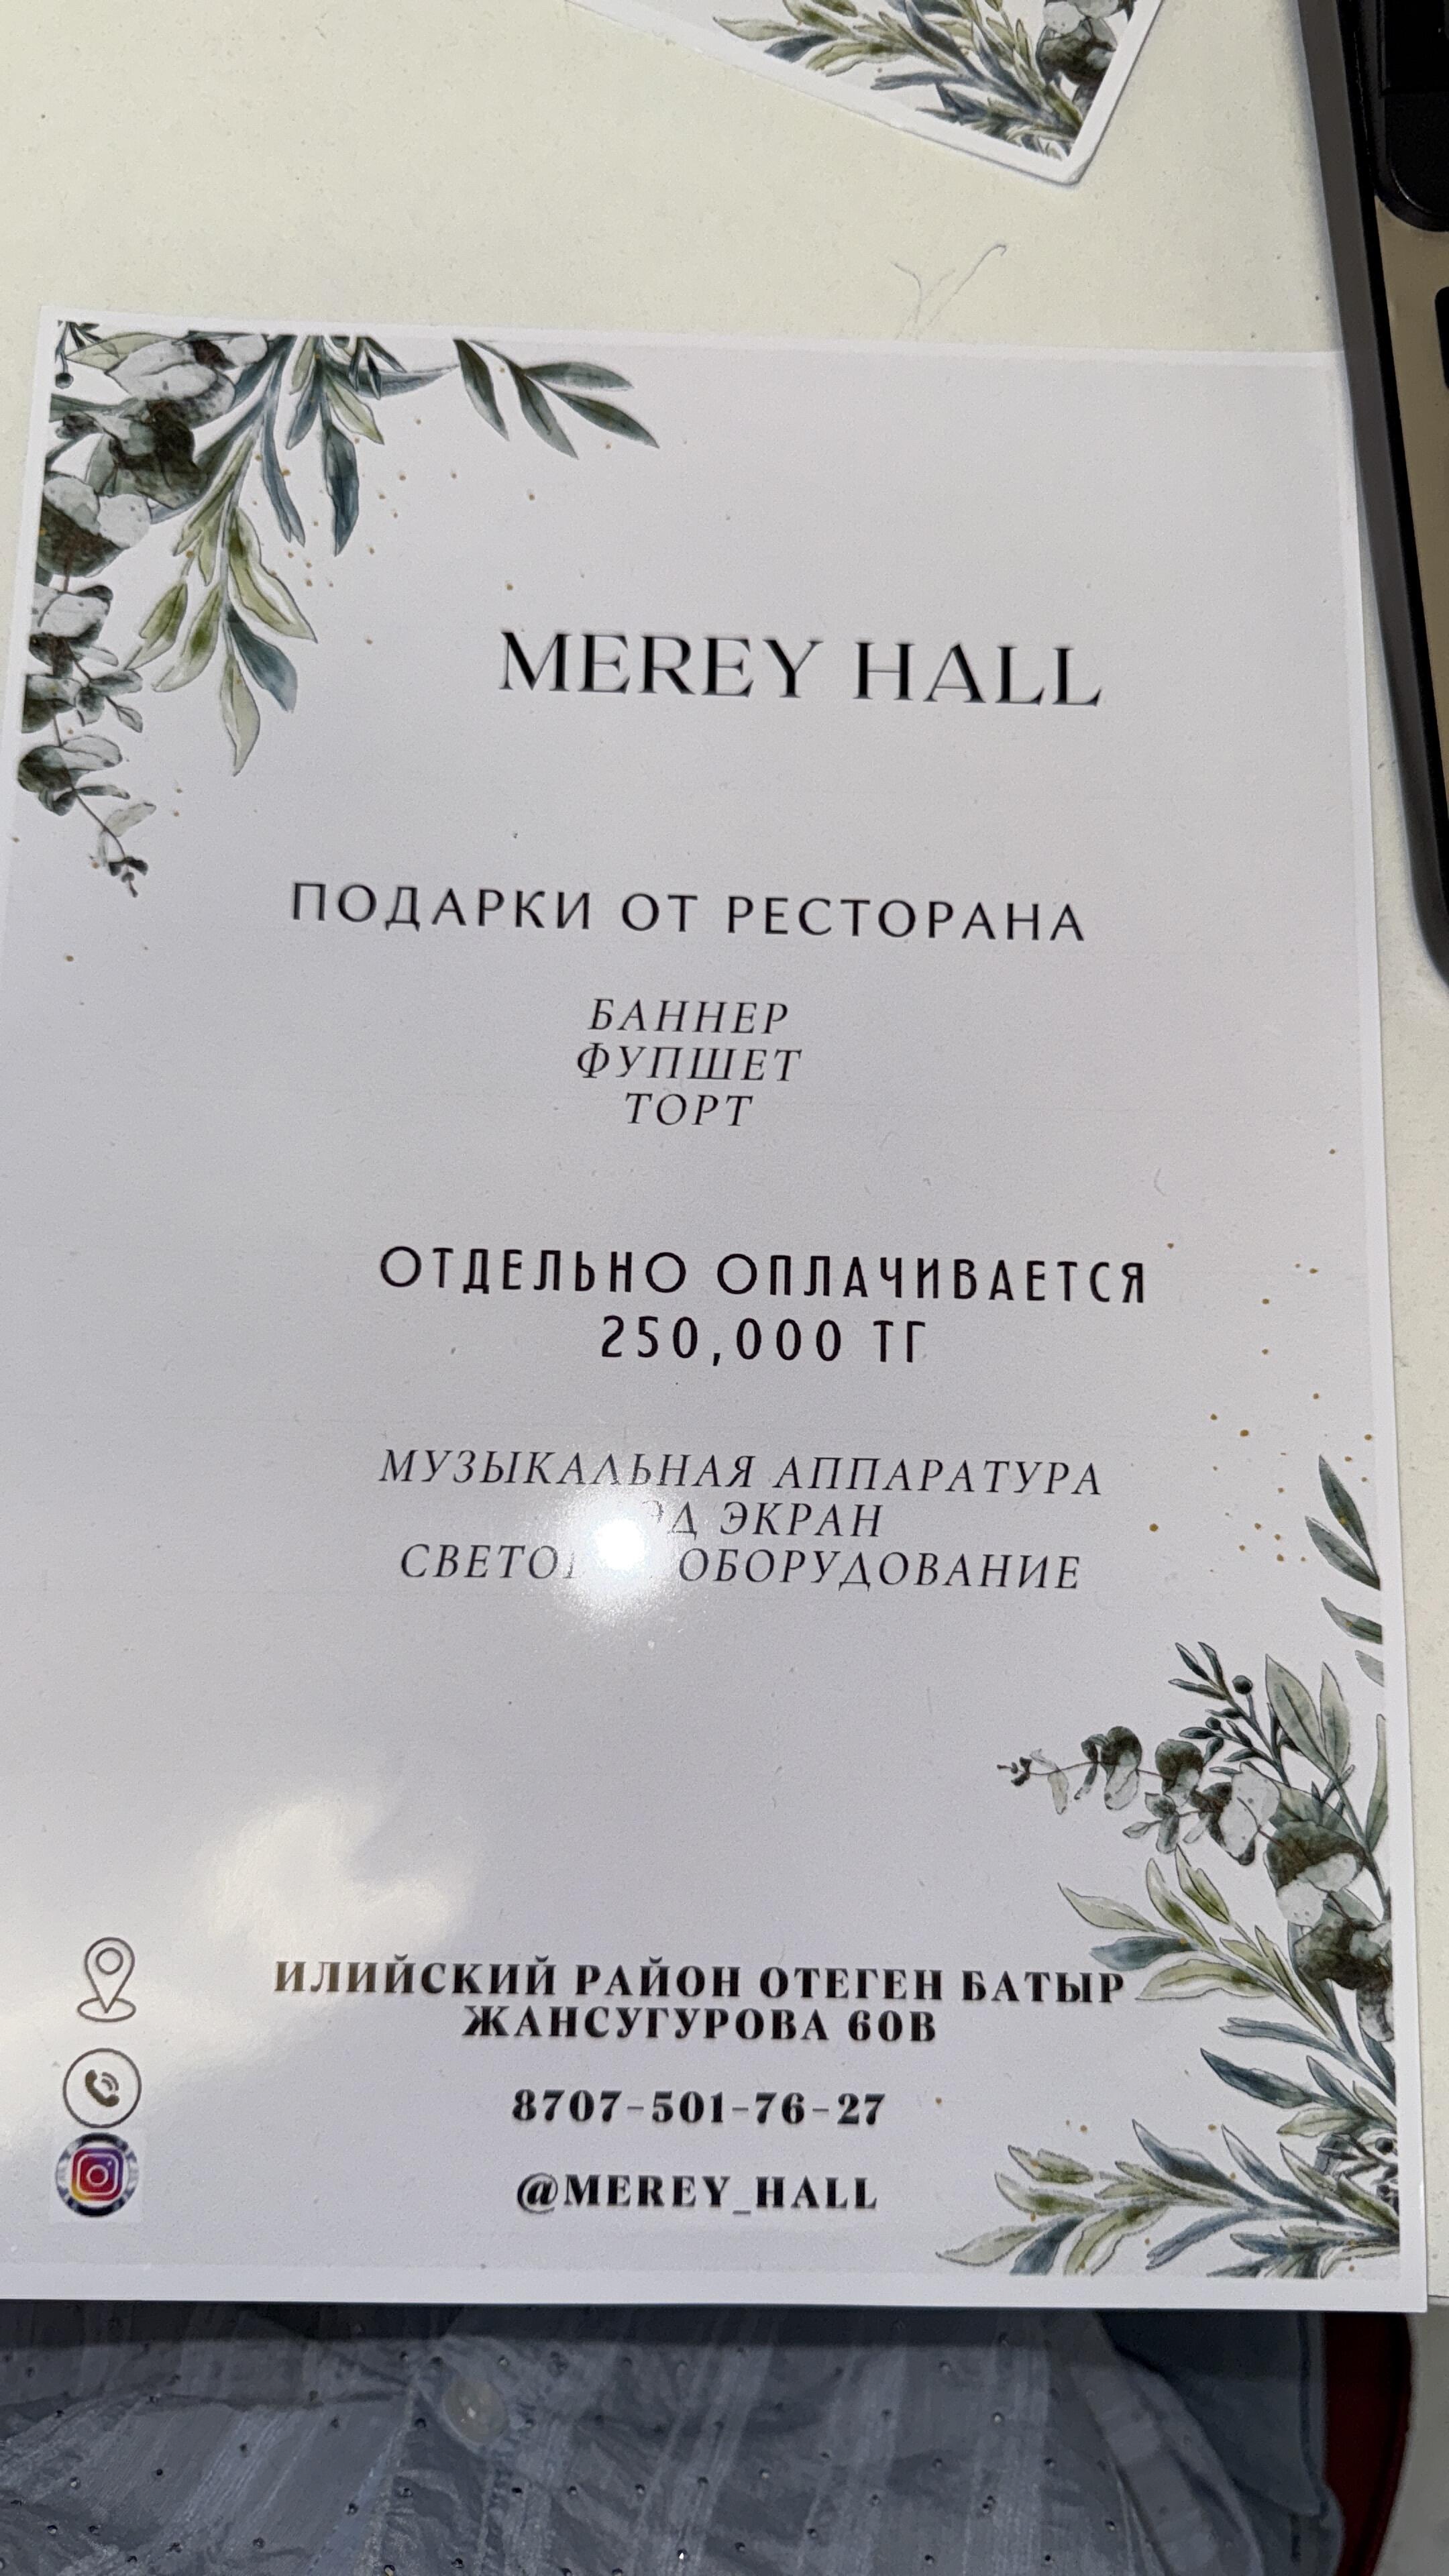 MEREY HALL
ПОДАРКИ ОТ РЕСТОРАНА
БАННЕР
ФУПШЕТ
ТОРТ
ОТДЕЛЬНО ОПЛАЧИВАЕТСЯ
250,000 ТГ
МУЗЫКАЛЬНАЯ АППАРАТУРА
ЭКРАН
ОБОРУДОВАНИЕ
ИЛИЙСКИЙ РАЙОН ОТЕГЕН БАТЫР
ЖАНСУГУРОВА 60В
8707-501-76-27
@MEREY_HALL